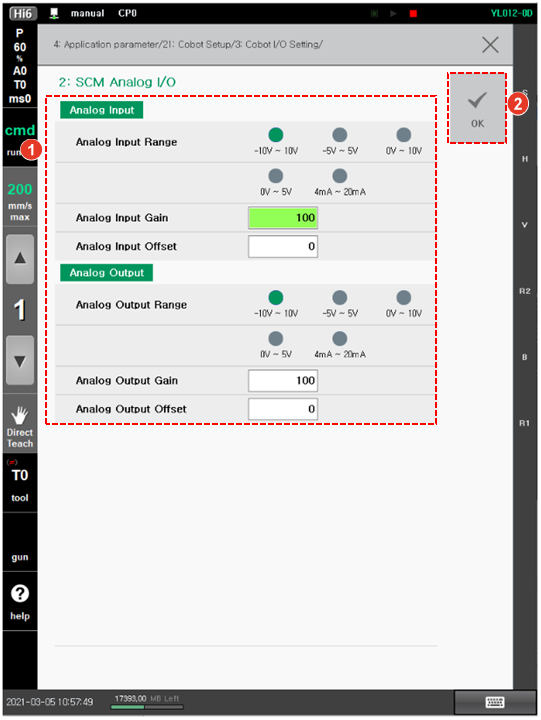 Hi6 manual CP0 YL012-0D
P
60
%
A0
T0
ms0
4: Application parameter/21: Cobot Setup/3: Cobot I/O Setting/
2: SCM Analog I/O
OK
2
S
cmd
1
Analog Input
Analog Input Range
-10V ~ 10V -5V ~ 5V 0V ~ 10V
0V ~ 5V 4mA ~ 20mA
H
200
mm/s
max
Analog Input Gain 100
V
Analog Input Offset 0
Analog Output
1
Analog Output Range
-10V ~ 10V -5V ~ 5V 0V ~ 10V
R2
0V ~ 5V 4mA ~ 20mA
B
Analog Output Gain 100
Analog Output Offset 0
R1
Direct
Teach
T0
tool
gun
?
help
2021-03-05 10:57:49 17393,00 MB Left